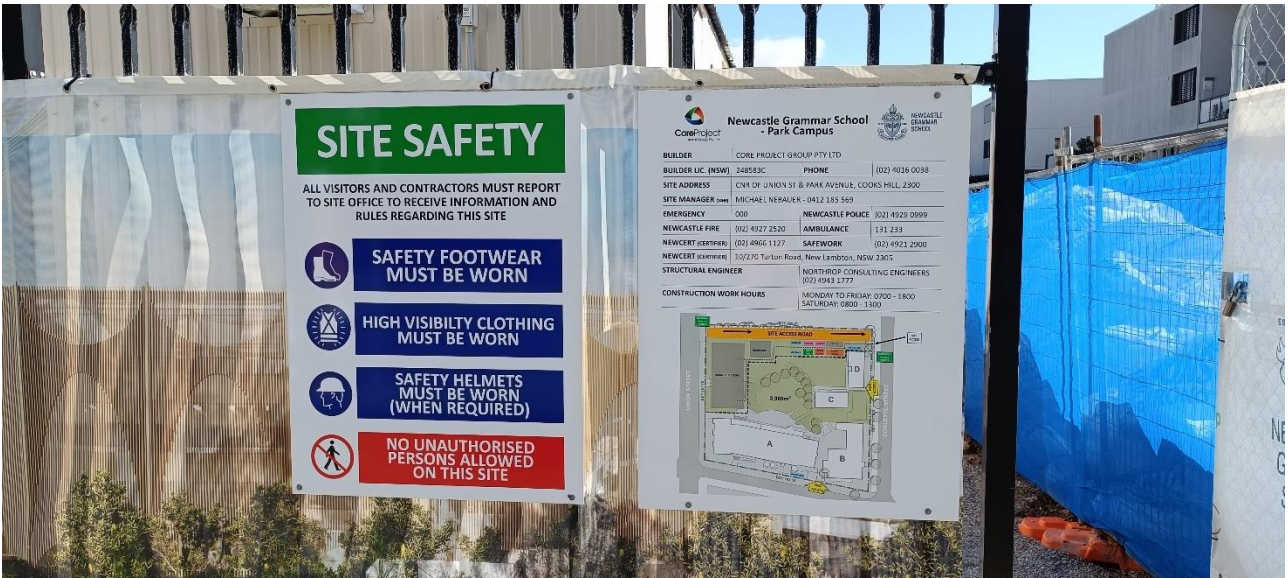 SITE SAFETY
ALL VISITORS AND CONTRACTORS MUST REPORT
TO SITE OFFICE TO RECEIVE INFORMATION AND
RULES REGARDING THIS SITE
SAFETY FOOTWEAR
MUST BE WORN
HIGH VISIBILTY CLOTHING
MUST BE WORN
SAFETY HELMETS
MUST BE WORN
(WHEN REQUIRED)
NO UNAUTHORISED
PERSONS ALLOWED
ON THIS SITE
CoreProject
Newcastle Grammar School
- Park Campus
NEWCASTLE
GRAMMAR
SCHOOL
BUILDER CORE PROJECT GROUP PTY LTD
BUILDER LIC. (NSW) 248583C PHONE (02) 4016 0038
SITE ADDRESS CNR OF UNION ST & PARK AVENUE, COOKS HILL, 2300
SITE MANAGER MICHAEL NEBAUER - 0412 185 569
EMERGENCY 000 NEWCASTLE POLICE (02) 4929 0999
NEWCASTLE FIRE (02) 4927 2520 AMBULANCE 131 233
NEWCERT (CERTIFIER) (02) 4966 1127 SAFEWORK (02) 4921 2900
NEWCERT (CERTIFIER) 10/270 Turton Road, New Lambton, NSW 2305
STRUCTURAL ENGINEER NORTHROP CONSULTING ENGINEERS
(02) 4943 1777
CONSTRUCTION WORK HOURS MONDAY TO FRIDAY: 0700 - 1800
SATURDAY: 0800 - 1300
SITE ACCESS ROAD
UNION STREET
CORLETTE STREET
D
C
A
B